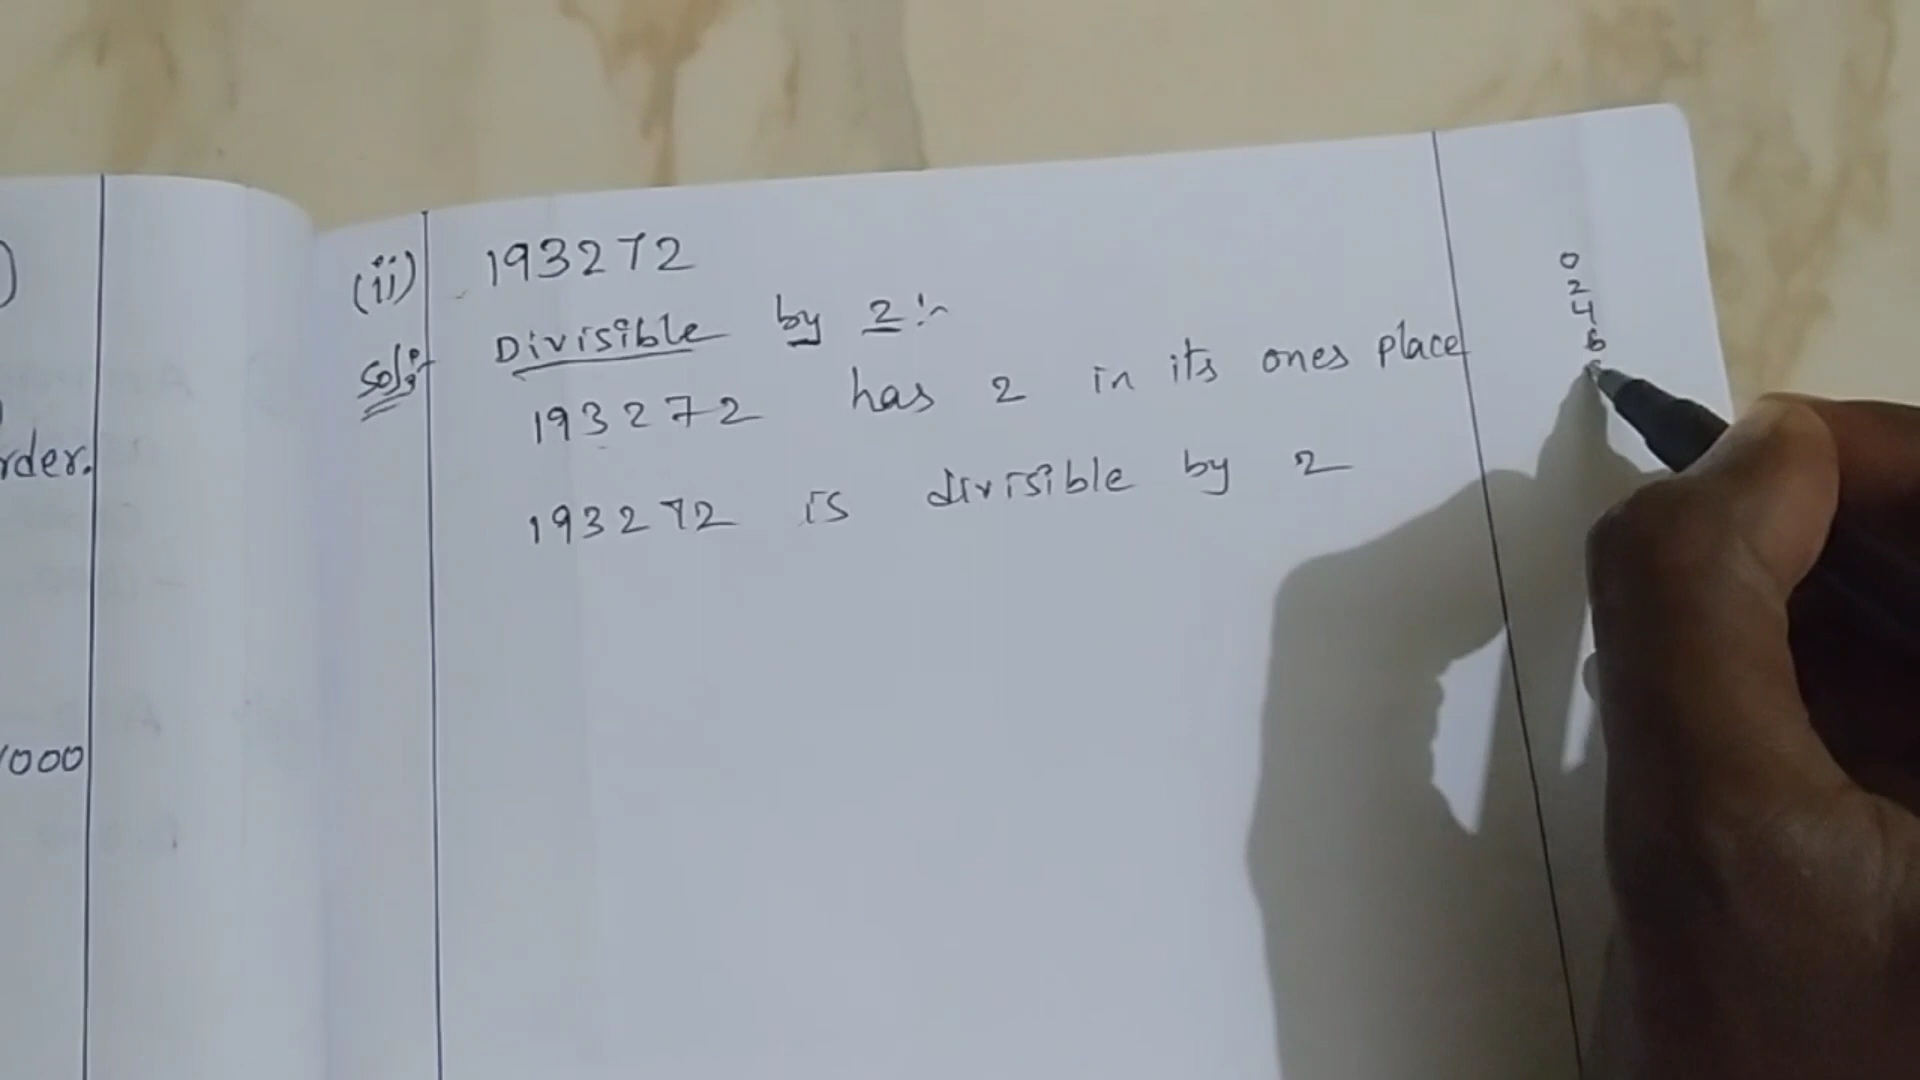 )
rder.
1000
(ii) 193272
Sol:- Divisible by 2:-
193272 has 2 in its ones place
193272 is divisible by 2
0
2
4
6